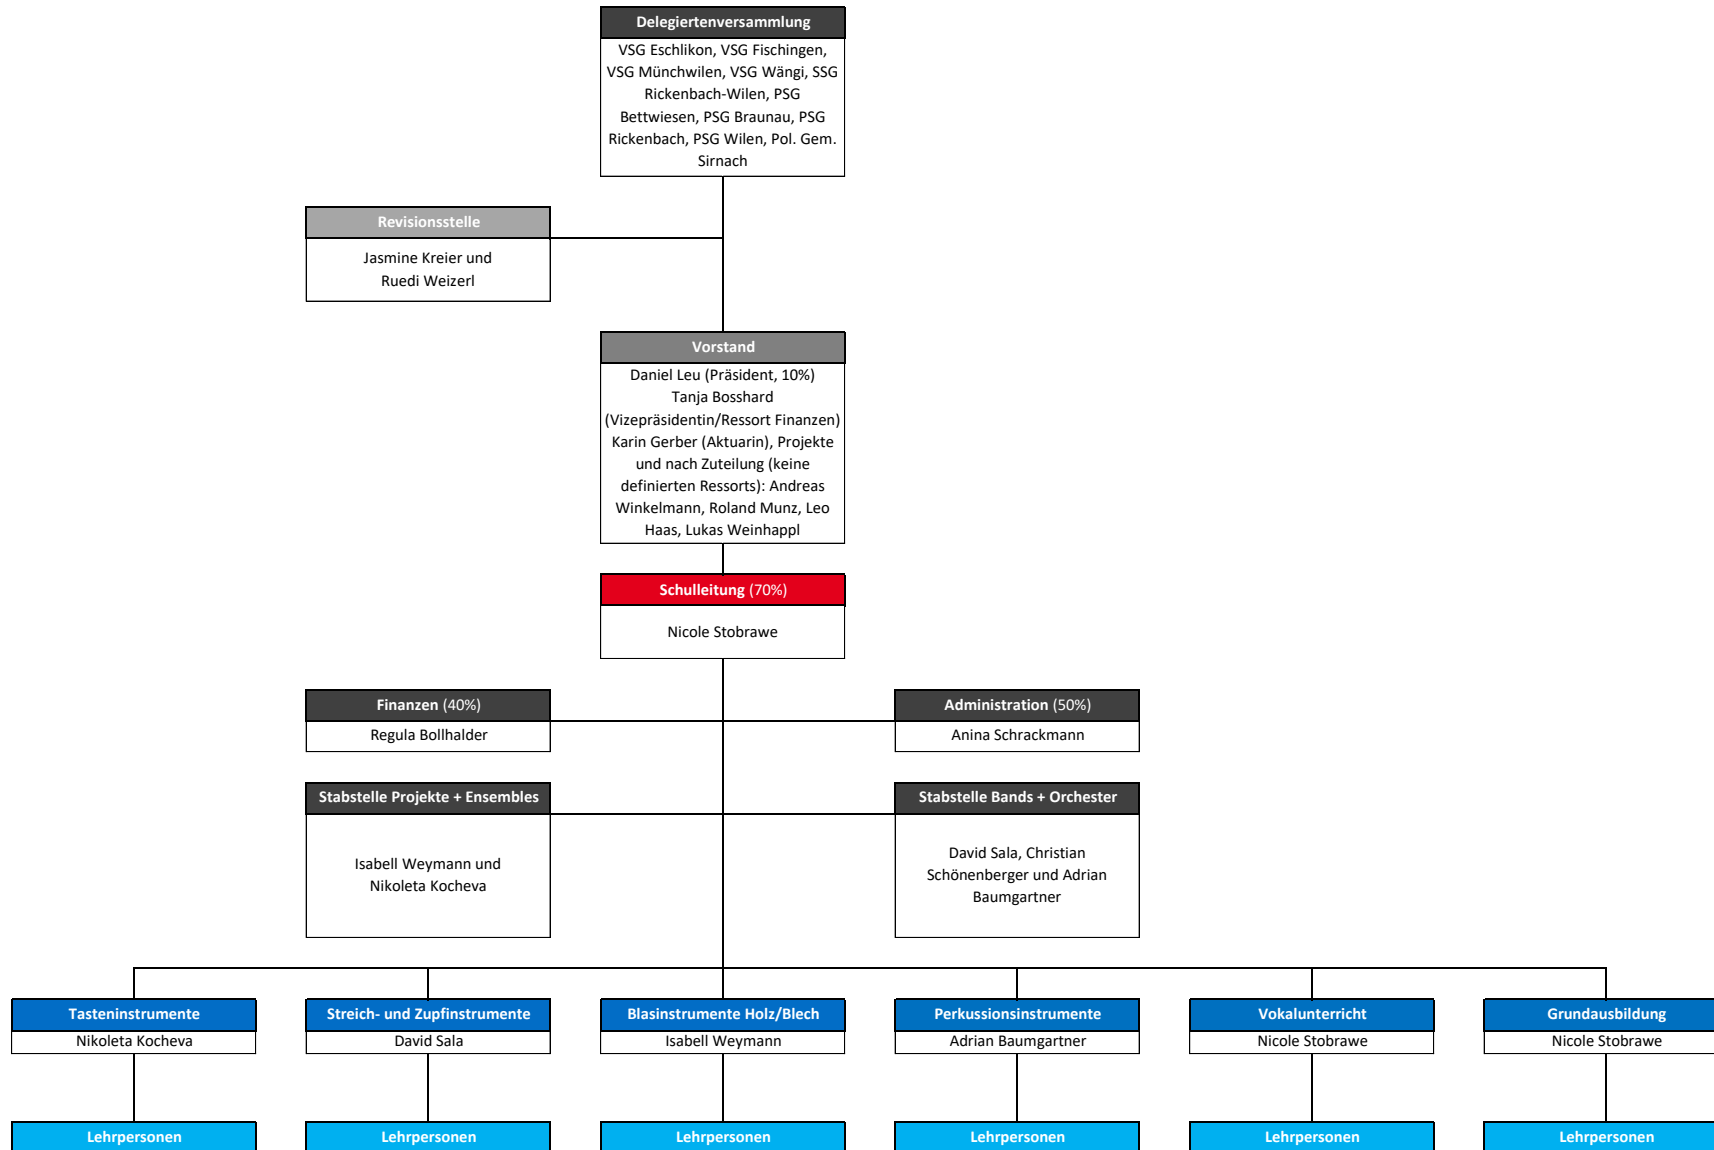 Delegiertenversammlung
VSG Eschlikon, VSG Fischingen,
VSG Münchwilen, VSG Wängi, SSG
Rickenbach-Wilen, PSG
Bettwiesen, PSG Braunau, PSG
Rickenbach, PSG Wilen, Pol. Gem.
Sirnach
Revisionsstelle
Jasmine Kreier und
Ruedi Weizerl
Vorstand
Daniel Leu (Präsident, 10%)
Tanja Bosshard
(Vizepräsidentin/Ressort Finanzen)
Karin Gerber (Aktuarin), Projekte
und nach Zuteilung (keine
definierten Ressorts): Andreas
Winkelmann, Roland Munz, Leo
Haas, Lukas Weinhappl
Schulleitung (70%)
Nicole Stobrawe
Finanzen (40%)
Regula Bollhalder
Administration (50%)
Anina Schrackmann
Stabstelle Projekte + Ensembles
Isabell Weymann und
Nikoleta Kocheva
Stabstelle Bands + Orchester
David Sala, Christian
Schönenberger und Adrian
Baumgartner
Tasteninstrumente
Nikoleta Kocheva
Streich- und Zupfinstrumente
David Sala
Blasinstrumente Holz/Blech
Isabell Weymann
Perkussionsinstrumente
Adrian Baumgartner
Vokalunterricht
Nicole Stobrawe
Grundausbildung
Nicole Stobrawe
Lehrpersonen
Lehrpersonen
Lehrpersonen
Lehrpersonen
Lehrpersonen
Lehrpersonen